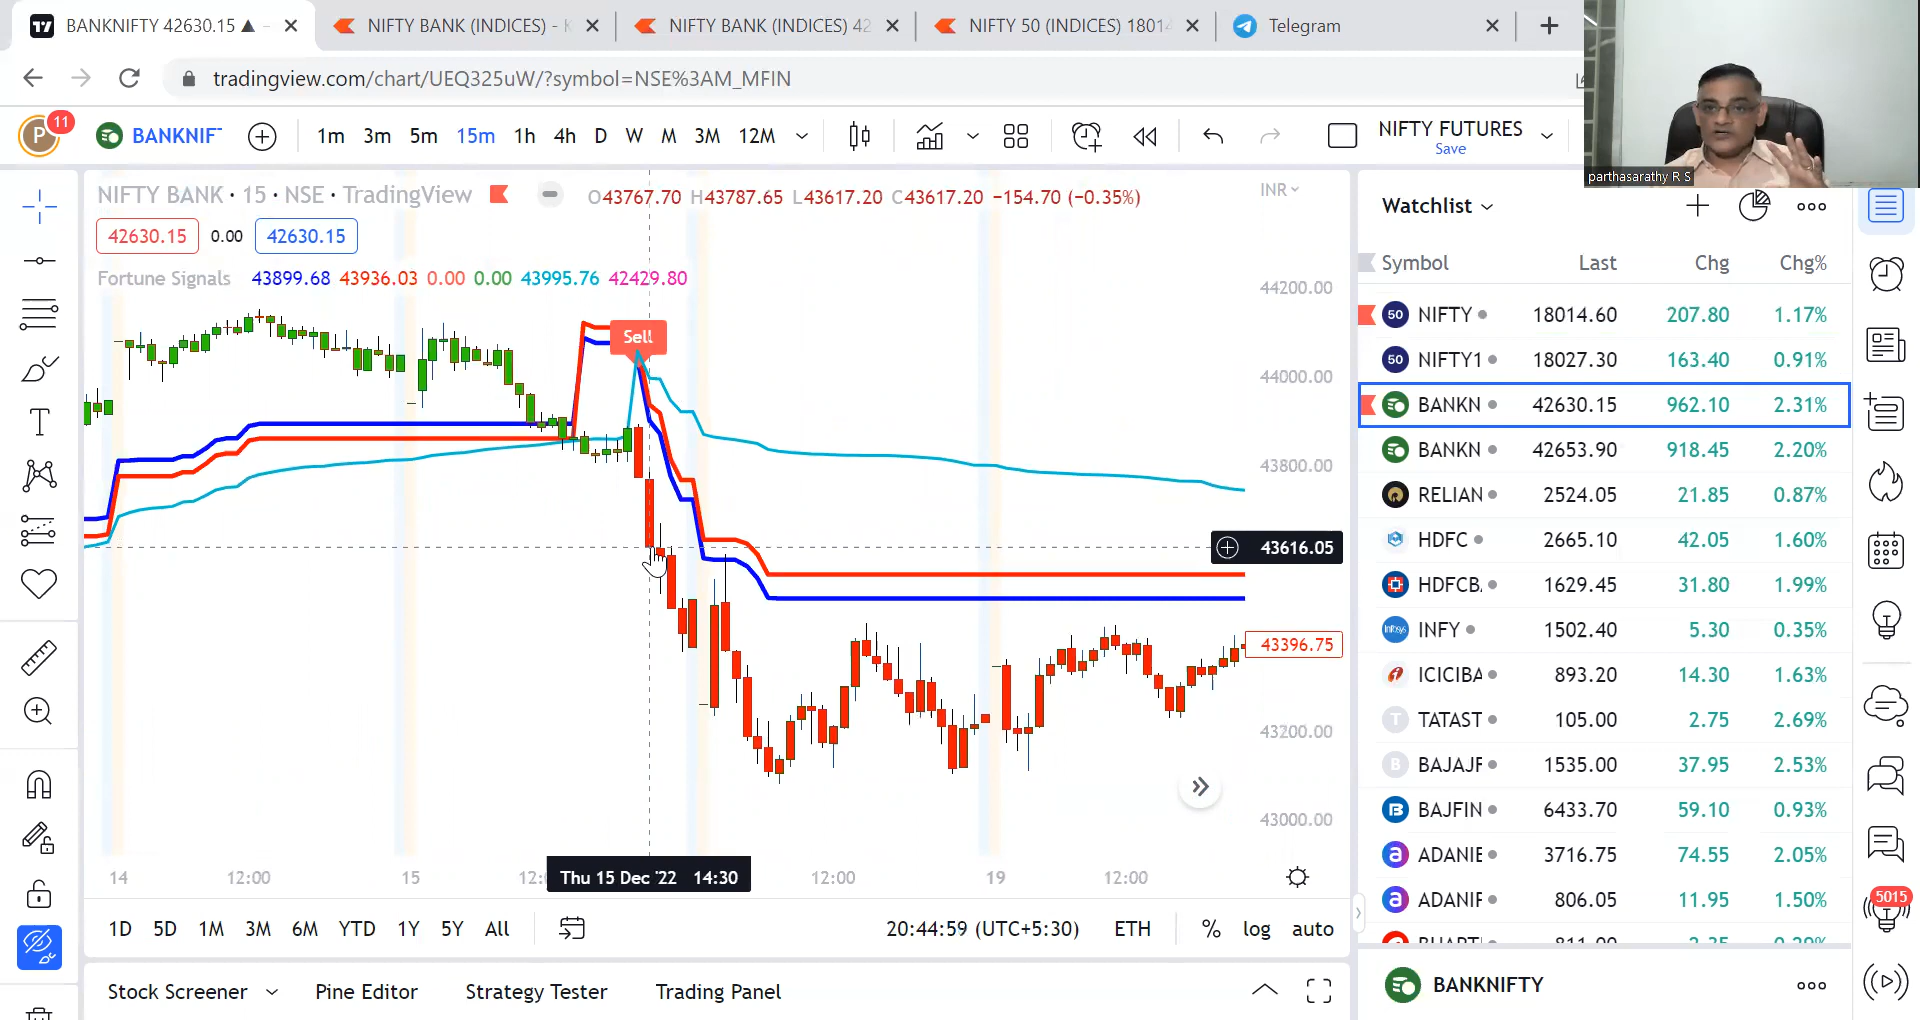 BANKNIFTY 42630.15 ▲
NIFTY BANK (INDICES) - K
NIFTY BANK (INDICES) 42
NIFTY 50 (INDICES) 1801
Telegram
tradingview.com/chart/UEQ325uW/?symbol=NSE%3AM_MFIN
parthasarathy R S
P
11
BANKNIF
1m 3m 5m 15m 1h 4h D W M 3M 12M
NIFTY FUTURES
Save
NIFTY BANK · 15 · NSE · TradingView
O43767.70 H43787.65 L43617.20 C43617.20 −154.70 (−0.35%)
INR
42630.15 0.00 42630.15
Fortune Signals 43899.68 43936.03 0.00 0.00 43995.76 42429.80
Sell
44200.00
44000.00
43800.00
43616.05
43396.75
43200.00
43000.00
14 12:00 15 12:0 Thu 15 Dec '22 14:30 12:00 19 12:00
1D 5D 1M 3M 6M YTD 1Y 5Y All
20:44:59 (UTC+5:30) ETH % log auto
Stock Screener Pine Editor Strategy Tester Trading Panel
Watchlist
Symbol Last Chg Chg%
50 NIFTY 18014.60 207.80 1.17%
50 NIFTY1 18027.30 163.40 0.91%
BANKN 42630.15 962.10 2.31%
BANKN 42653.90 918.45 2.20%
RELIAN 2524.05 21.85 0.87%
HDFC 2665.10 42.05 1.60%
HDFCB 1629.45 31.80 1.99%
Infosys INFY 1502.40 5.30 0.35%
ICICIBA 893.20 14.30 1.63%
T TATAST 105.00 2.75 2.69%
B BAJAJF 1535.00 37.95 2.53%
B BAJFIN 6433.70 59.10 0.93%
a ADANIE 3716.75 74.55 2.05%
a ADANIF 806.05 11.95 1.50%
5015
BANKNIFTY